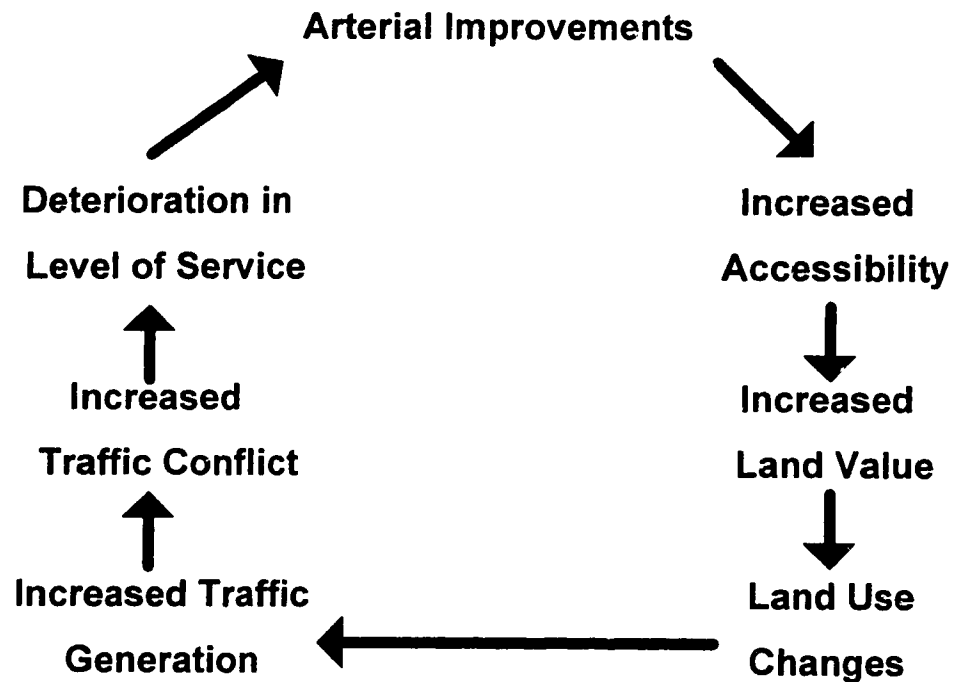 Arterial Improvements
Increased
Accessibility
Increased
Land Value
Land Use
Changes
Increased Traffic
Generation
Increased
Traffic Conflict
Deterioration in
Level of Service